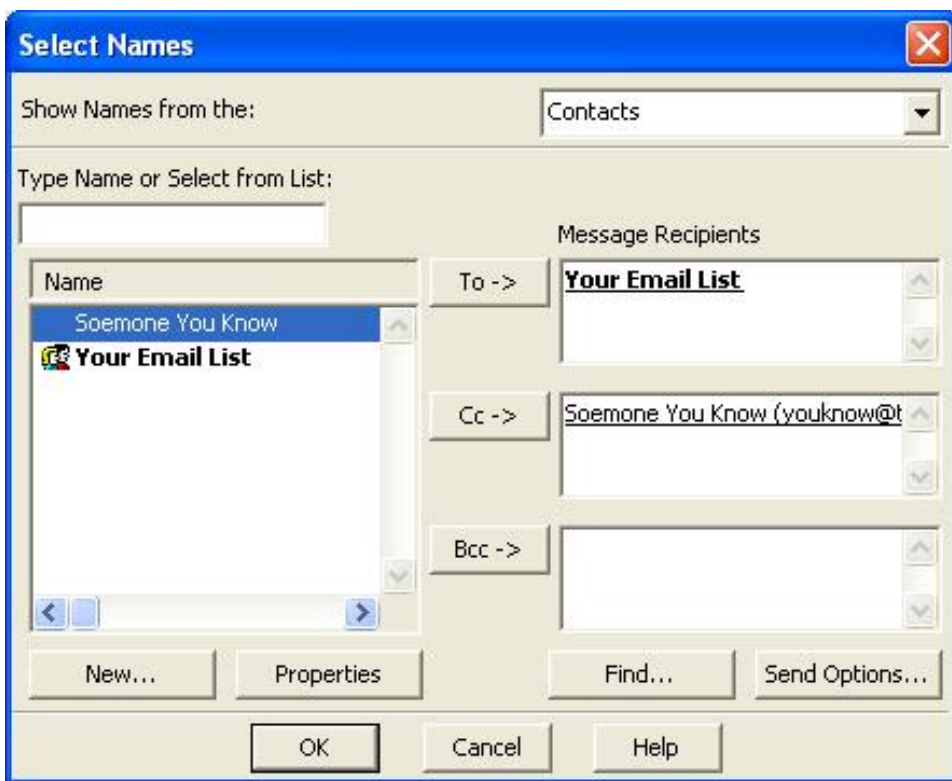 Select Names
Show Names from the:
Contacts
Type Name or Select from List:
Message Recipients
Name
To ->
Your Email List
Soemone You Know
Your Email List
Cc ->
Soemone You Know (youknow@t
Bcc ->
New...
Properties
Find...
Send Options...
OK
Cancel
Help